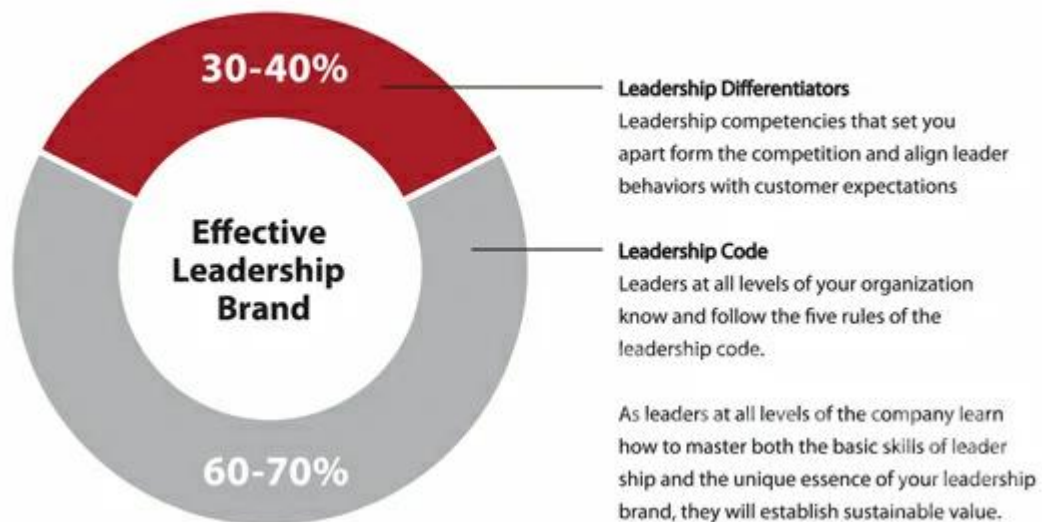 30-40%
Effective
Leadership
Brand
60-70%
Leadership Differentiators
Leadership competencies that set you
apart form the competition and align leader
behaviors with customer expectations
Leadership Code
Leaders at all levels of your organization
know and follow the five rules of the
leadership code.
As leaders at all levels of the company learn
how to master both the basic skills of leader
ship and the unique essence of your leadership
brand, they will establish sustainable value.